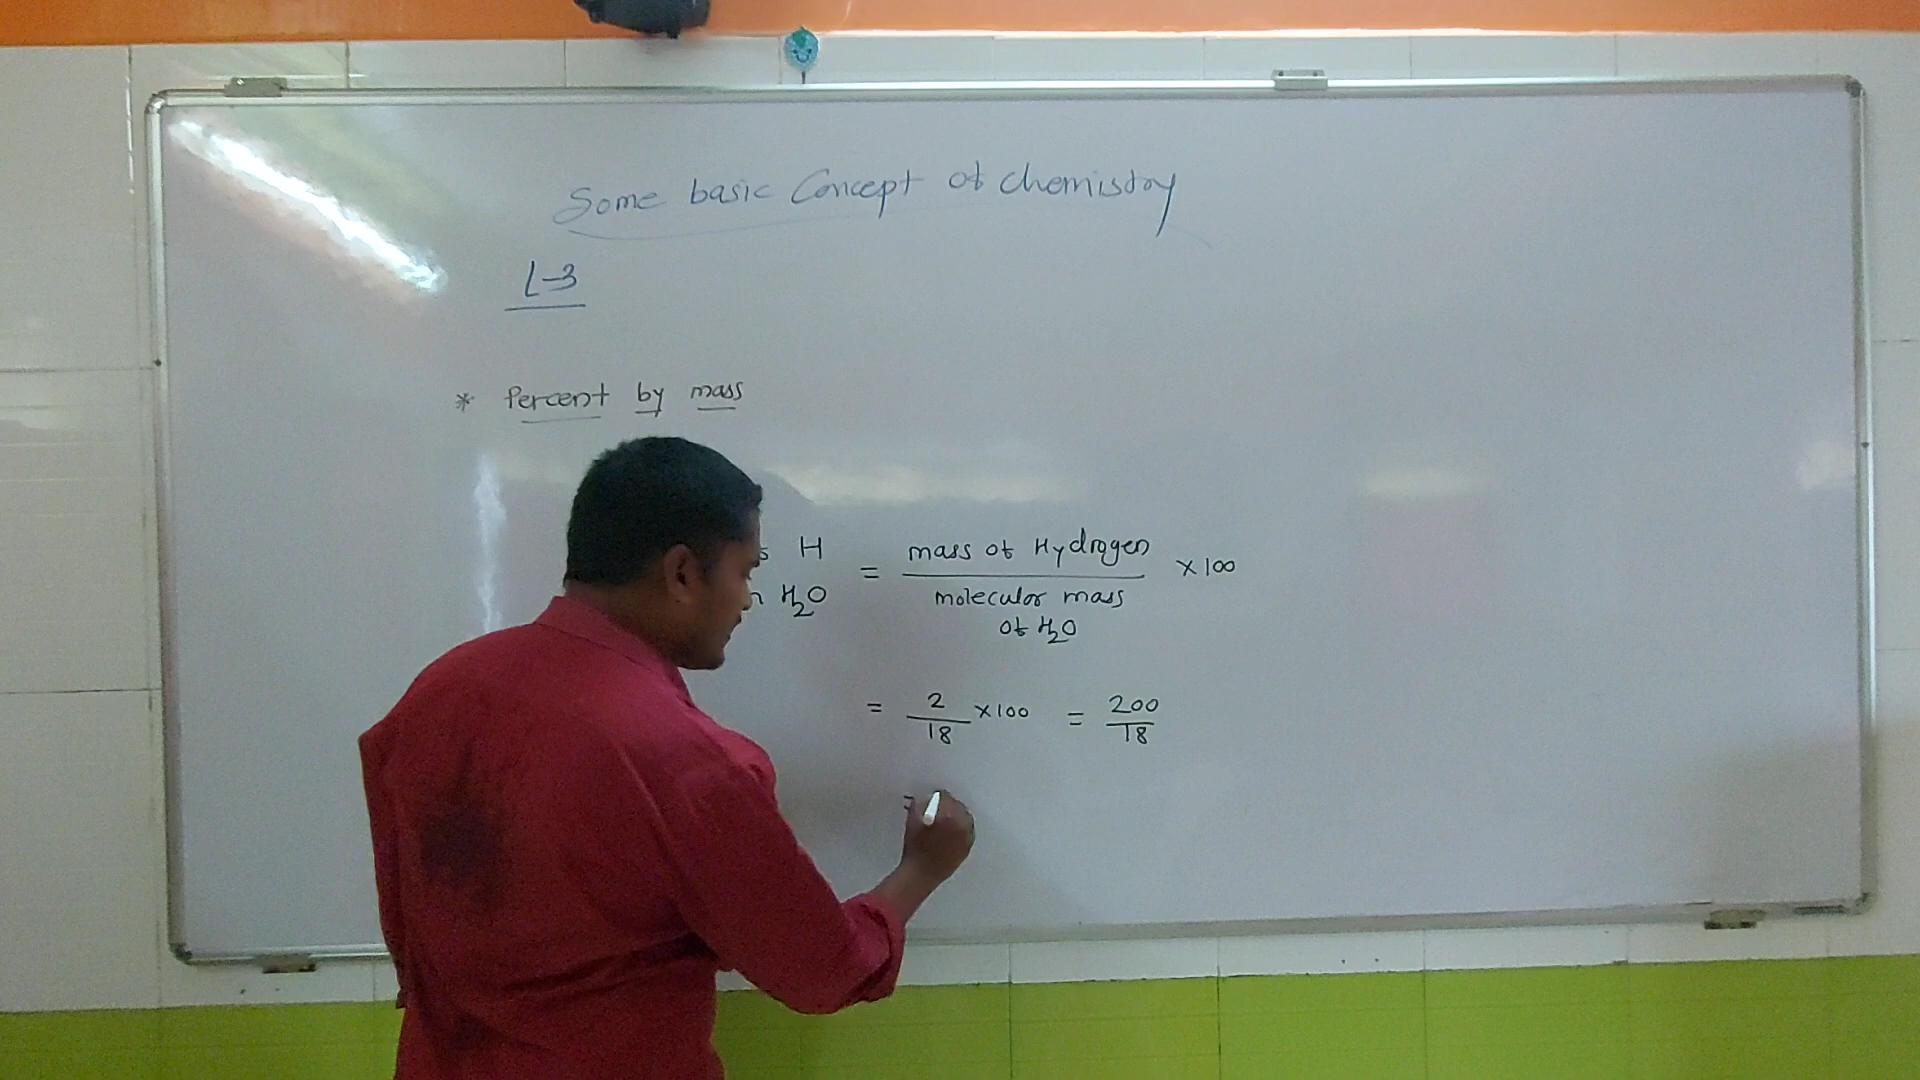 Some basic Concept of chemistry
L-3
* Percent by mass
H = mass of Hydrogen × 100
H₂O molecular mass
of H₂O
= 2/18 × 100 = 200/18
=